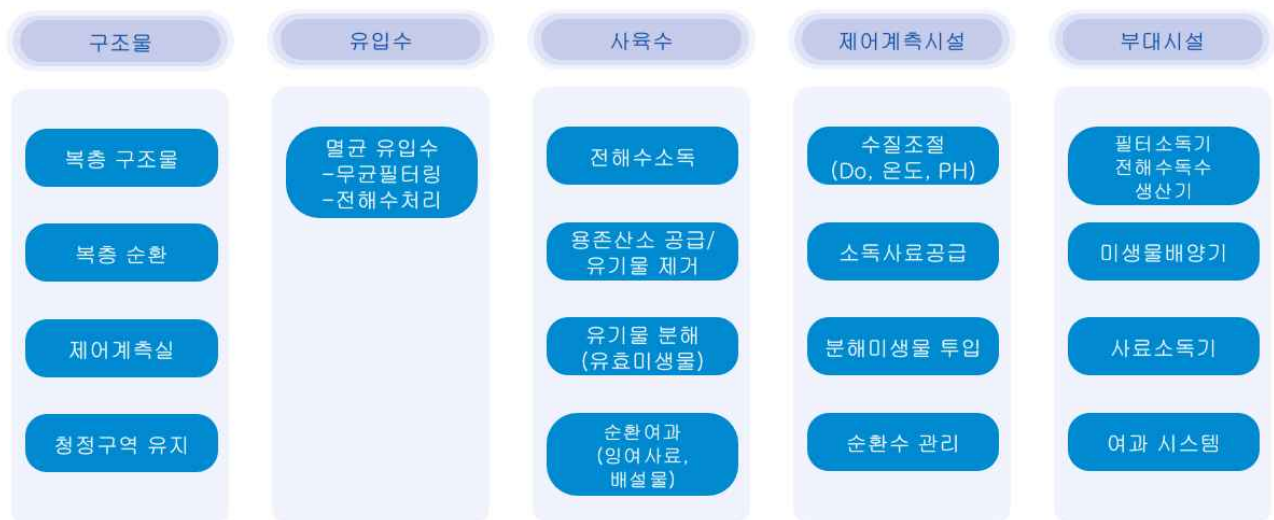 구조물
복층 구조물
복층 순환
제어계측실
청정구역 유지
유입수
멸균 유입수
-무균필터링
-전해수처리
사육수
전해수소독
용존산소 공급/
유기물 제거
유기물 분해
(유효미생물)
순환여과
(잉여사료,
배설물)
제어계측시설
수질조절
(Do, 온도, PH)
소독사료공급
분해미생물 투입
순환수 관리
부대시설
필터소독기
전해수독수
생산기
미생물배양기
사료소독기
여과 시스템